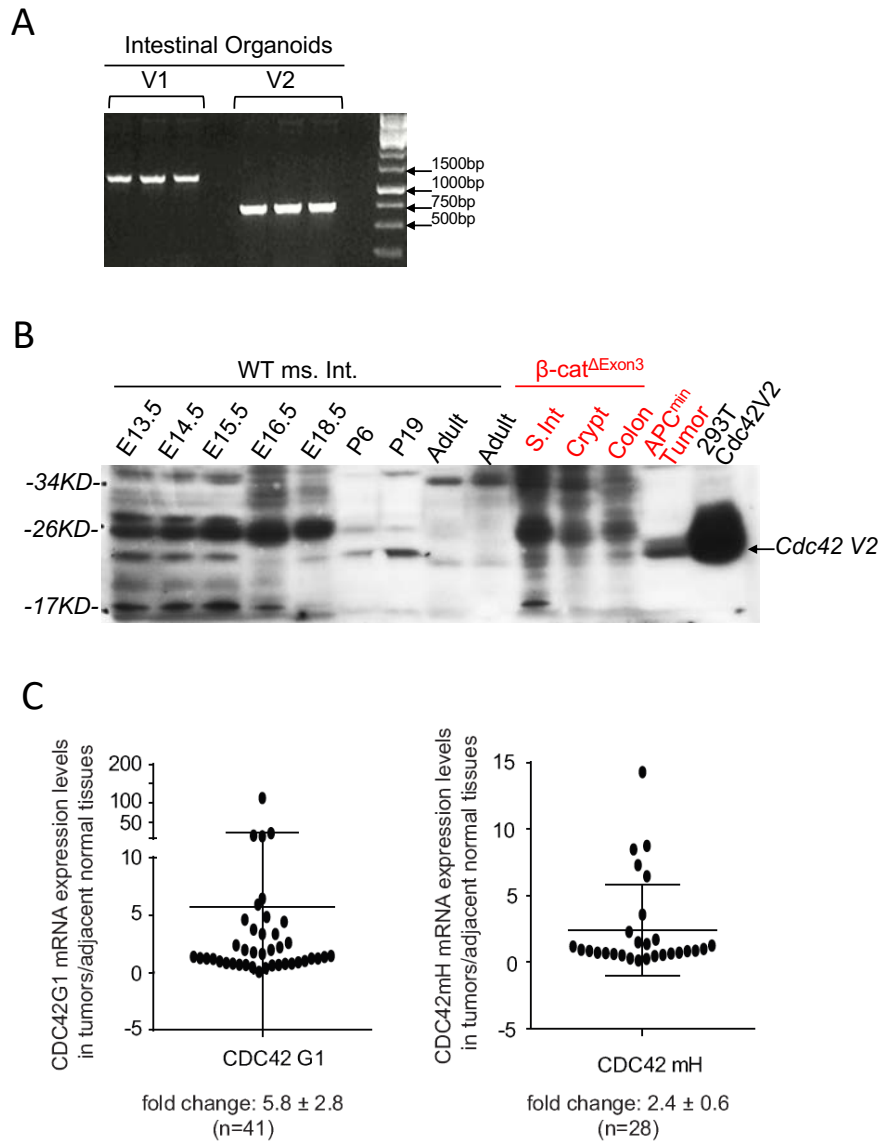 A
Intestinal Organoids
V1 V2
1500bp
1000bp
750bp
500bp
B
WT ms. Int. β-cat^ΔExon3
E13.5 E14.5 E15.5 E16.5 E18.5 P6 P19 Adult Adult S.Int Crypt Colon APC^min Tumor 293T Cdc42V2
-34KD-
-26KD-
Cdc42 V2
-17KD-
C
CDC42G1 mRNA expression levels
in tumors/adjacent normal tissues
200
100
50
10
5
0
-5
CDC42 G1
fold change: 5.8 ± 2.8
(n=41)
CDC42mH mRNA expression levels
in tumors/adjacent normal tissues
15
10
5
0
-5
CDC42 mH
fold change: 2.4 ± 0.6
(n=28)